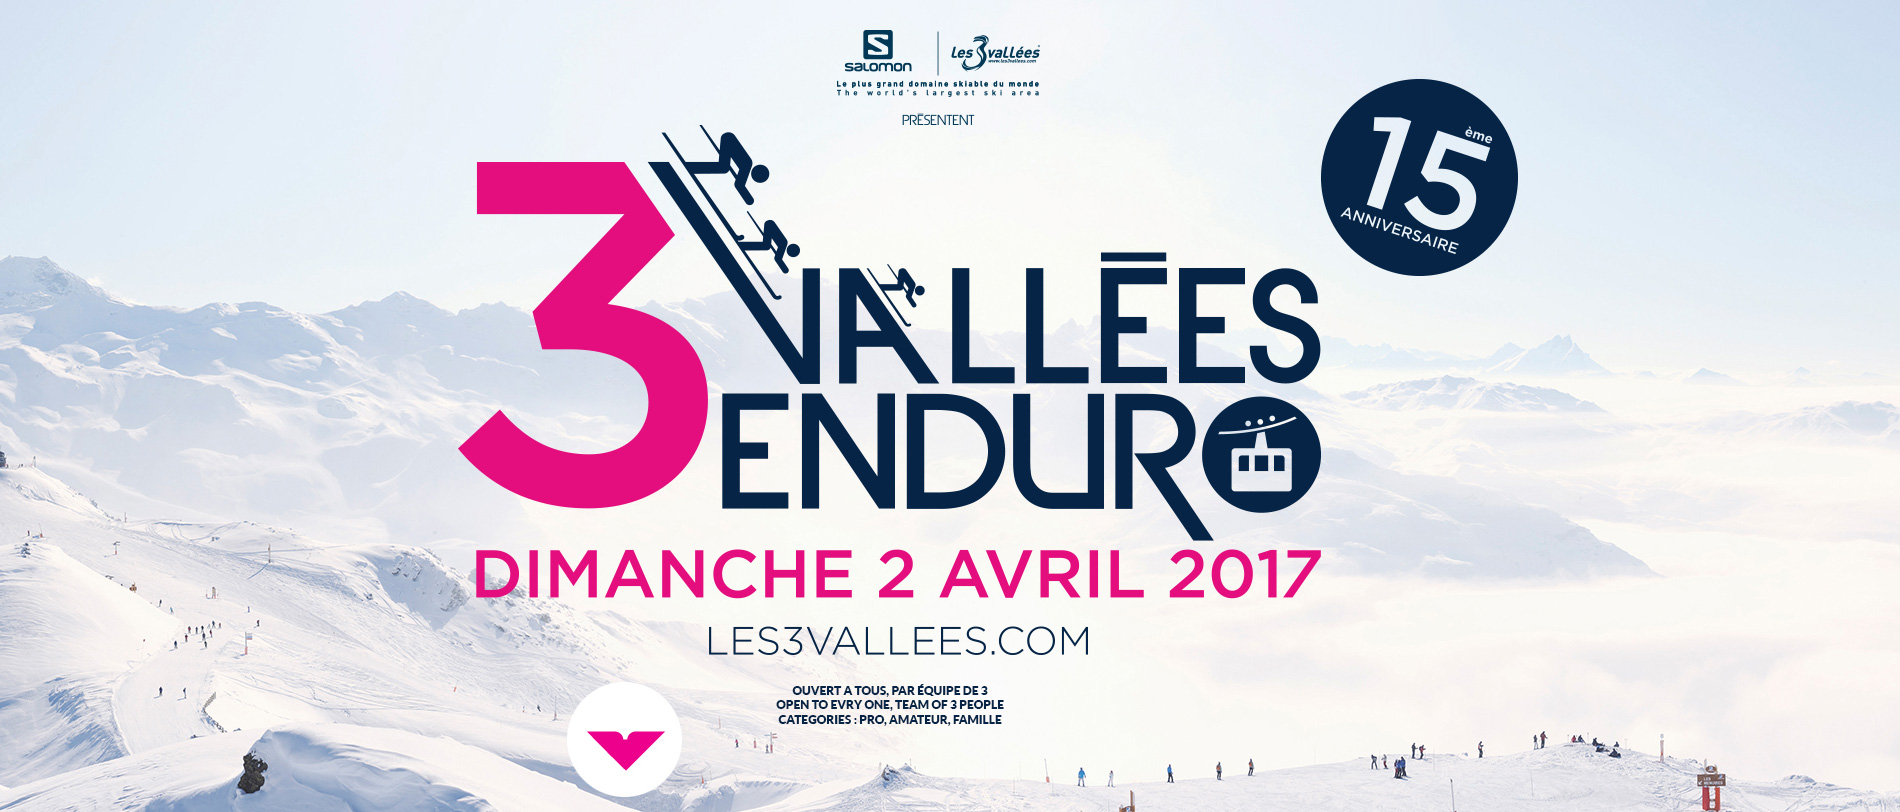 SALOMON
Les 3 vallées
www.les3vallees.com
Le plus grand domaine skiable du monde
The world's largest ski area
PRÉSENTENT
15ème
ANNIVERSAIRE
3 VALLÉES
ENDURO
DIMANCHE 2 AVRIL 2017
LES3VALLEES.COM
OUVERT A TOUS, PAR ÉQUIPE DE 3
OPEN TO EVRY ONE, TEAM OF 3 PEOPLE
CATEGORIES : PRO, AMATEUR, FAMILLE